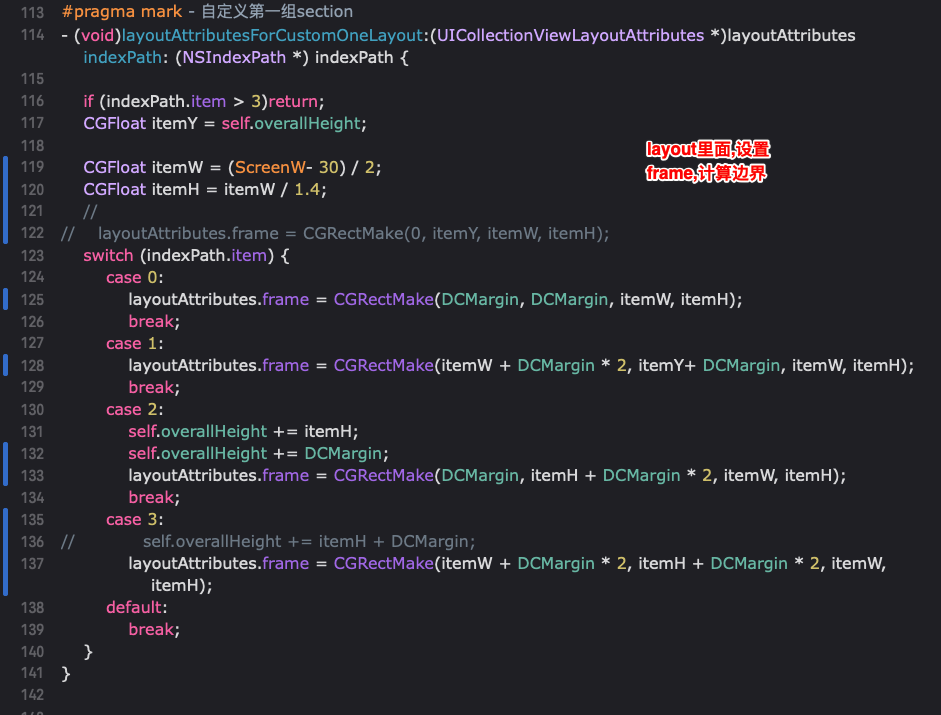 113 #pragma mark - 自定义第一组section
114 - (void)layoutAttributesForCustomOneLayout:(UICollectionViewLayoutAttributes *)layoutAttributes
indexPath: (NSIndexPath *) indexPath {
115
116 if (indexPath.item > 3)return;
117 CGFloat itemY = self.overallHeight;
118
layout里面,设置
frame,计算边界
119 CGFloat itemW = (ScreenW- 30) / 2;
120 CGFloat itemH = itemW / 1.4;
121 //
122 // layoutAttributes.frame = CGRectMake(0, itemY, itemW, itemH);
123 switch (indexPath.item) {
124 case 0:
125 layoutAttributes.frame = CGRectMake(DCMargin, DCMargin, itemW, itemH);
126 break;
127 case 1:
128 layoutAttributes.frame = CGRectMake(itemW + DCMargin * 2, itemY+ DCMargin, itemW, itemH);
129 break;
130 case 2:
131 self.overallHeight += itemH;
132 self.overallHeight += DCMargin;
133 layoutAttributes.frame = CGRectMake(DCMargin, itemH + DCMargin * 2, itemW, itemH);
134 break;
135 case 3:
136 // self.overallHeight += itemH + DCMargin;
137 layoutAttributes.frame = CGRectMake(itemW + DCMargin * 2, itemH + DCMargin * 2, itemW,
itemH);
138 default:
139 break;
140 }
141 }
142